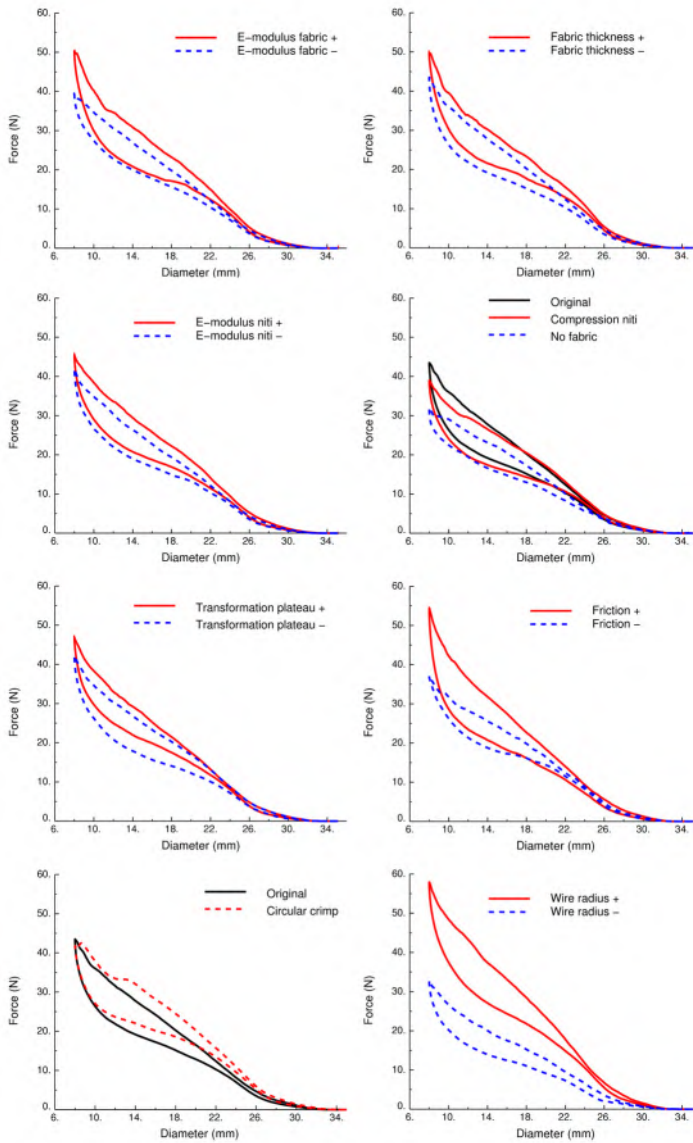 60.
50.
40.
30.
20.
10.
0.
Force (N)
E−modulus fabric +
E−modulus fabric −
6. 10. 14. 18. 22. 26. 30. 34.
Diameter (mm)
60.
50.
40.
30.
20.
10.
0.
Force (N)
Fabric thickness +
Fabric thickness −
6. 10. 14. 18. 22. 26. 30. 34.
Diameter (mm)
60.
50.
40.
30.
20.
10.
0.
Force (N)
E−modulus niti +
E−modulus niti −
6. 10. 14. 18. 22. 26. 30. 34.
Diameter (mm)
60.
50.
40.
30.
20.
10.
0.
Force (N)
Original
Compression niti
No fabric
6. 10. 14. 18. 22. 26. 30. 34.
Diameter (mm)
60.
50.
40.
30.
20.
10.
0.
Force (N)
Transformation plateau +
Transformation plateau −
6. 10. 14. 18. 22. 26. 30. 34.
Diameter (mm)
60.
50.
40.
30.
20.
10.
0.
Force (N)
Friction +
Friction −
6. 10. 14. 18. 22. 26. 30. 34.
Diameter (mm)
60.
50.
40.
30.
20.
10.
0.
Force (N)
Original
Circular crimp
6. 10. 14. 18. 22. 26. 30. 34.
Diameter (mm)
60.
50.
40.
30.
20.
10.
0.
Force (N)
Wire radius +
Wire radius −
6. 10. 14. 18. 22. 26. 30. 34.
Diameter (mm)